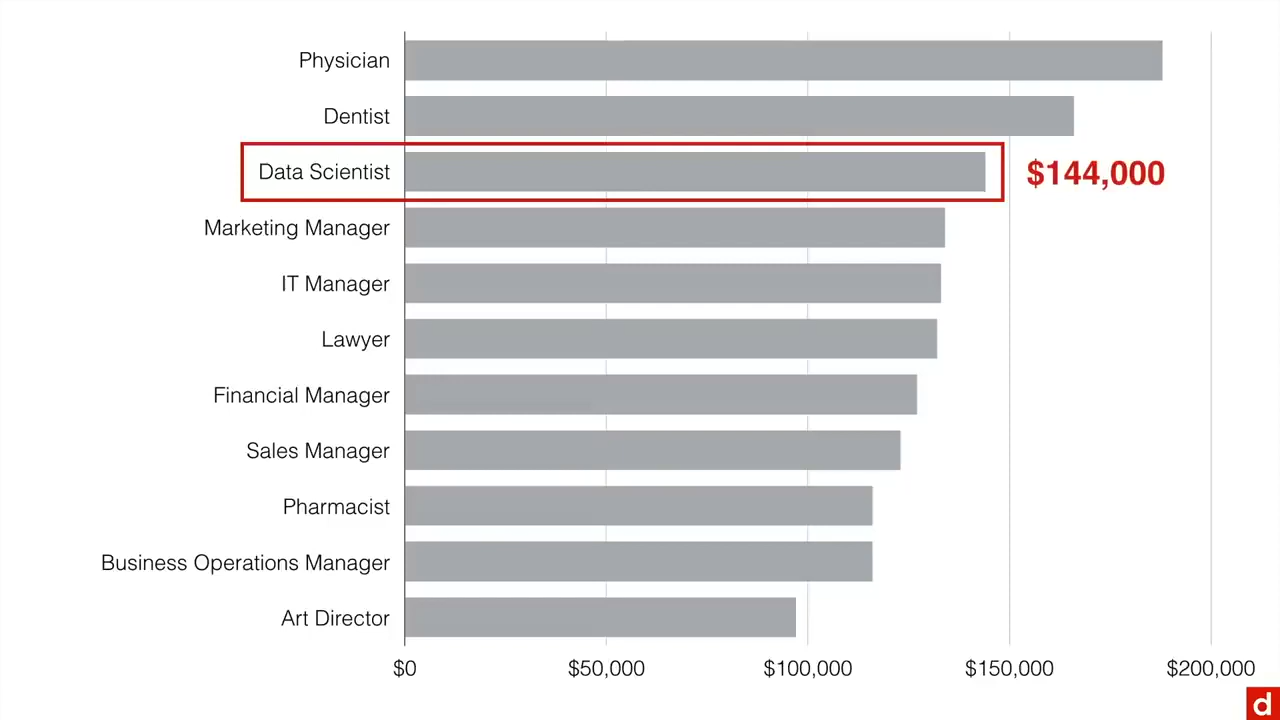 Physician
Dentist
Data Scientist
$144,000
Marketing Manager
IT Manager
Lawyer
Financial Manager
Sales Manager
Pharmacist
Business Operations Manager
Art Director
$0
$50,000
$100,000
$150,000
$200,000
d